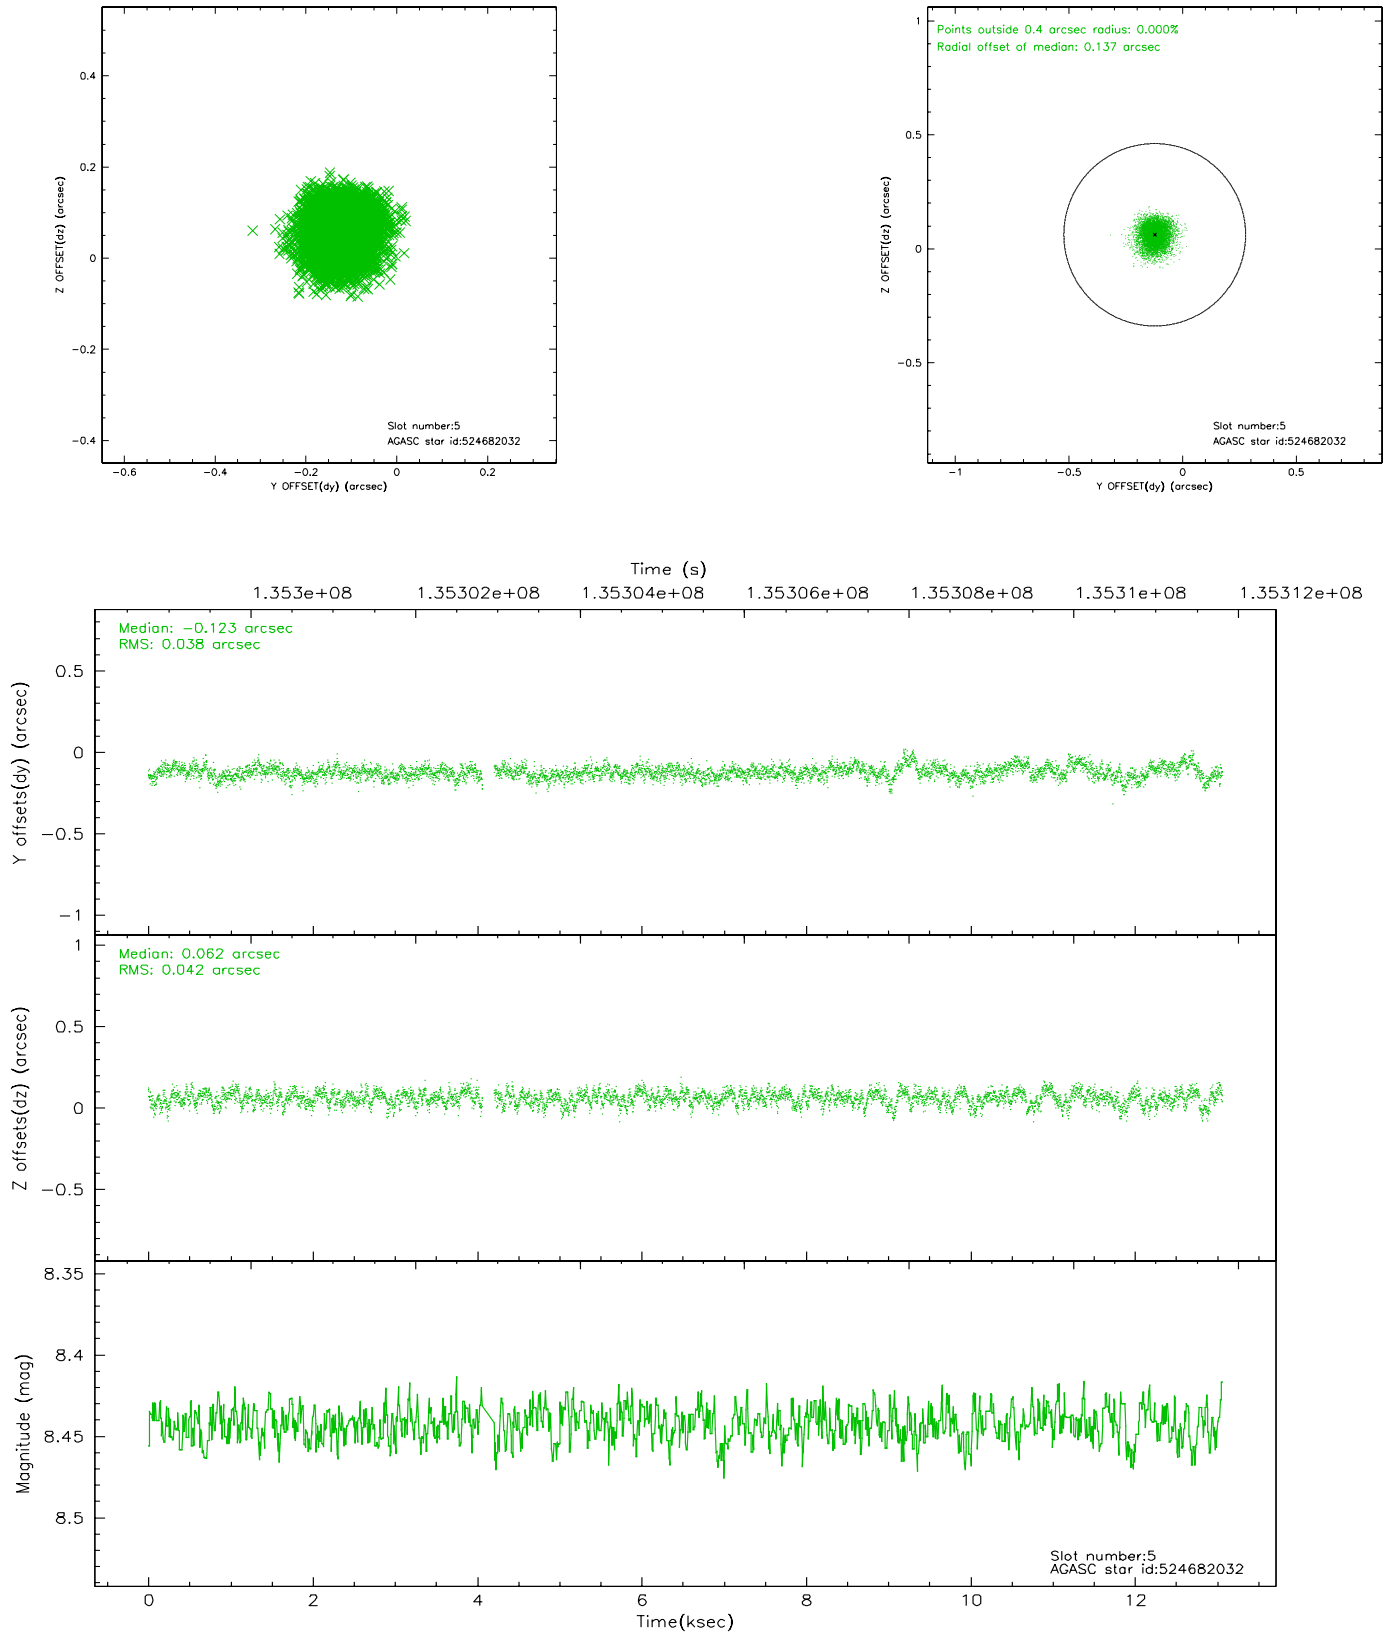 0.4
0.2
0
−0.2
−0.4
Z OFFSET(dz) (arcsec)
Slot number:5
AGASC star id:524682032
−0.6
−0.4
−0.2
0
0.2
Y OFFSET(dy) (arcsec)
Points outside 0.4 arcsec radius: 0.000%
Radial offset of median: 0.137 arcsec
1
0.5
0
−0.5
Z OFFSET(dz) (arcsec)
Slot number:5
AGASC star id:524682032
−1
−0.5
0
0.5
Y OFFSET(dy) (arcsec)
Time (s)
1.353e+08
1.35302e+08
1.35304e+08
1.35306e+08
1.35308e+08
1.3531e+08
1.35312e+08
Median: −0.123 arcsec
RMS: 0.038 arcsec
0.5
0
−0.5
−1
Y offsets(dy) (arcsec)
Median: 0.062 arcsec
RMS: 0.042 arcsec
1
0.5
0
−0.5
Z offsets(dz) (arcsec)
8.35
8.4
8.45
8.5
Magnitude (mag)
Slot number:5
AGASC star id:524682032
0
2
4
6
8
10
12
Time(ksec)